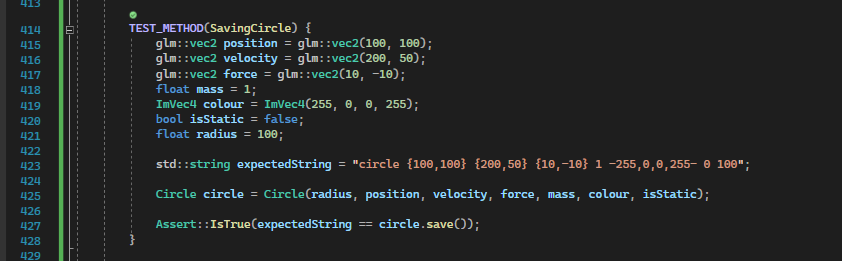 413
414 TEST_METHOD(SavingCircle) {
415 glm::vec2 position = glm::vec2(100, 100);
416 glm::vec2 velocity = glm::vec2(200, 50);
417 glm::vec2 force = glm::vec2(10, -10);
418 float mass = 1;
419 ImVec4 colour = ImVec4(255, 0, 0, 255);
420 bool isStatic = false;
421 float radius = 100;
422
423 std::string expectedString = "circle {100,100} {200,50} {10,-10} 1 -255,0,0,255- 0 100";
424
425 Circle circle = Circle(radius, position, velocity, force, mass, colour, isStatic);
426
427 Assert::IsTrue(expectedString == circle.save());
428 }
429